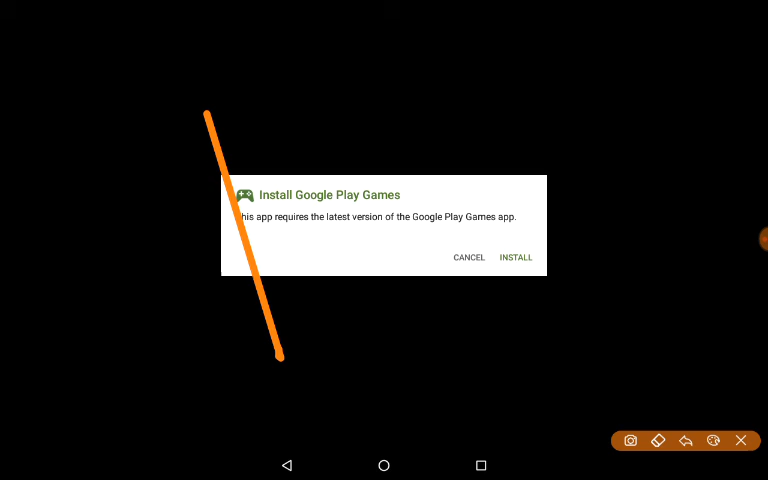 Install Google Play Games
his app requires the latest version of the Google Play Games app.
CANCEL INSTALL